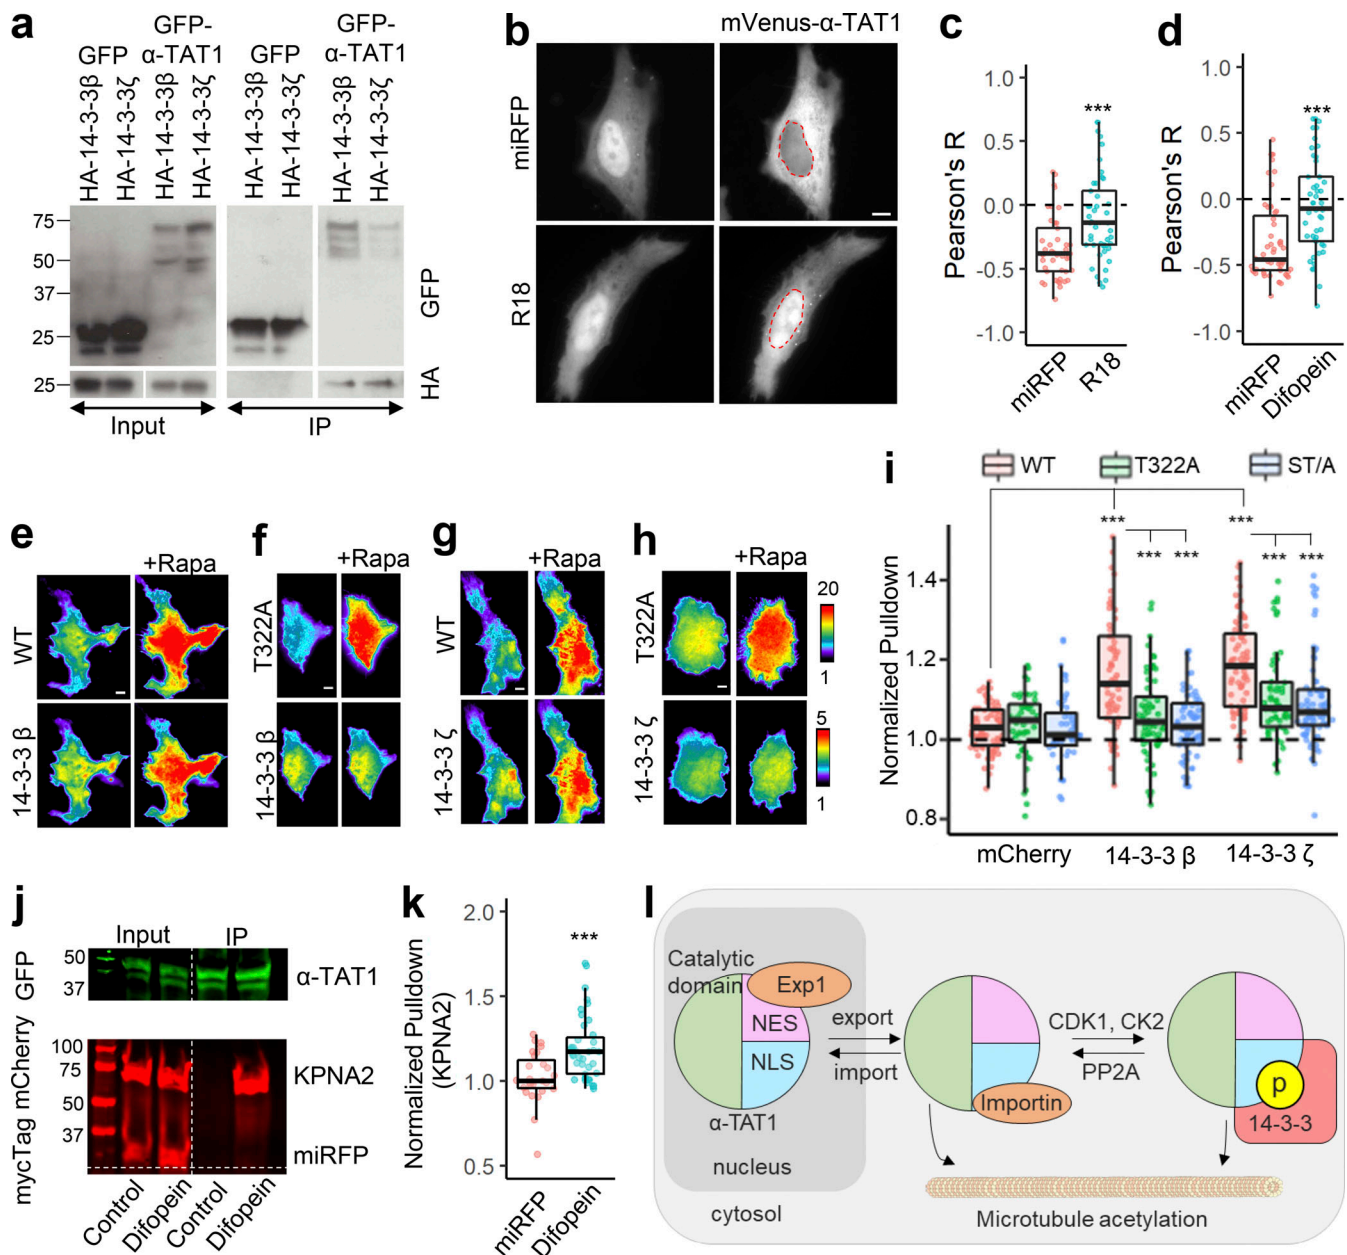 a
GFP
GFP-
α-TAT1
GFP
GFP-
α-TAT1
HA-14-3-3β
HA-14-3-3ζ
HA-14-3-3β
HA-14-3-3ζ
HA-14-3-3β
HA-14-3-3ζ
HA-14-3-3β
HA-14-3-3ζ
75
50
37
25
25
GFP
HA
Input
IP
b
mVenus-α-TAT1
miRFP
R18
c
Pearson's R
1.0
0.5
0.0
-0.5
-1.0
***
miRFP
R18
d
Pearson's R
1.0
0.5
0.0
-0.5
-1.0
***
miRFP
Difopein
e
+Rapa
WT
14-3-3 β
f
+Rapa
T322A
14-3-3 β
g
+Rapa
WT
14-3-3 ζ
h
+Rapa
T322A
14-3-3 ζ
20
1
5
1
i
WT
T322A
ST/A
***
***
***
***
***
***
Normalized Pulldown
1.4
1.2
1.0
0.8
mCherry
14-3-3 β
14-3-3 ζ
j
Input
IP
50
37
GFP
α-TAT1
100
75
50
37
mycTag mCherry
KPNA2
miRFP
Control
Difopein
Control
Difopein
k
Normalized Pulldown
(KPNA2)
2.0
1.5
1.0
0.5
***
miRFP
Difopein
l
Catalytic
domain
Exp1
NES
NLS
α-TAT1
nucleus
cytosol
export
import
Importin
CDK1, CK2
PP2A
p
14-3-3
Microtubule acetylation